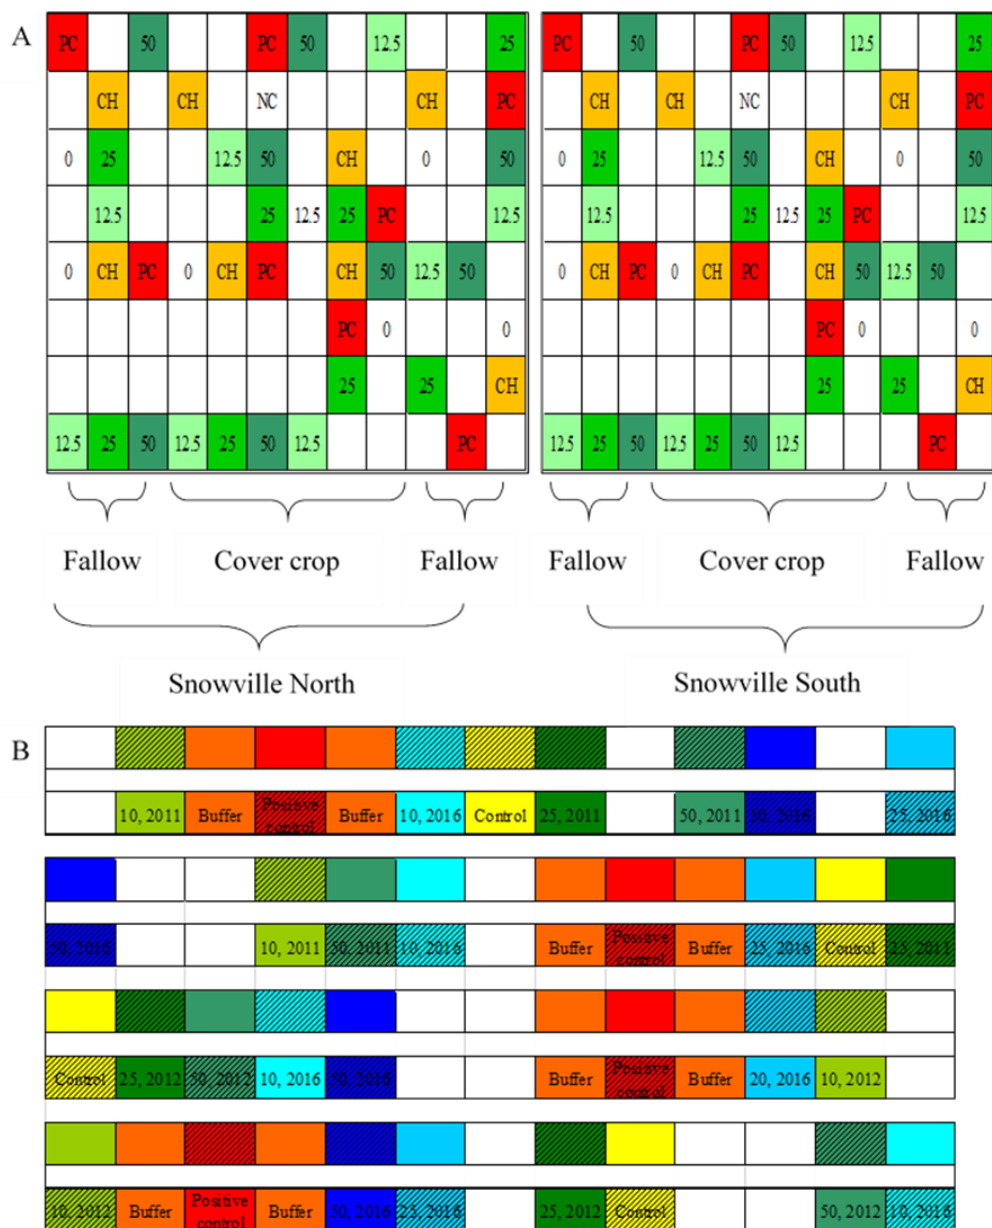 A
PC 50 PC 50 12.5 25 PC 50 PC 50 12.5 25
CH CH NC CH PC CH CH NC CH PC
0 25 12.5 50 CH 0 50 0 25 12.5 50 CH 0 50
12.5 25 12.5 25 PC 12.5 12.5 25 12.5 25 PC 12.5
0 CH PC 0 CH PC CH 50 12.5 50 0 CH PC 0 CH PC CH 50 12.5 50
PC 0 0 PC 0 0
25 25 CH 25 25 CH
12.5 25 50 12.5 25 50 12.5 PC 12.5 25 50 12.5 25 50 12.5 PC
Fallow Cover crop Fallow Fallow Cover crop Fallow
Snowville North Snowville South
B
10, 2011 Buffer Positive control Buffer 10, 2016 Control 25, 2011 50, 2011 50, 2016 25, 2016
50, 2016 10, 2011 50, 2011 10, 2016 Buffer Positive control Buffer 25, 2016 Control 25, 2011
Control 25, 2012 50, 2012 10, 2016 50, 2016 Buffer Positive control Buffer 20, 2016 10, 2012
10, 2012 Buffer Positive control Buffer 50, 2016 25, 2016 25, 2012 Control 50, 2012 10, 2016